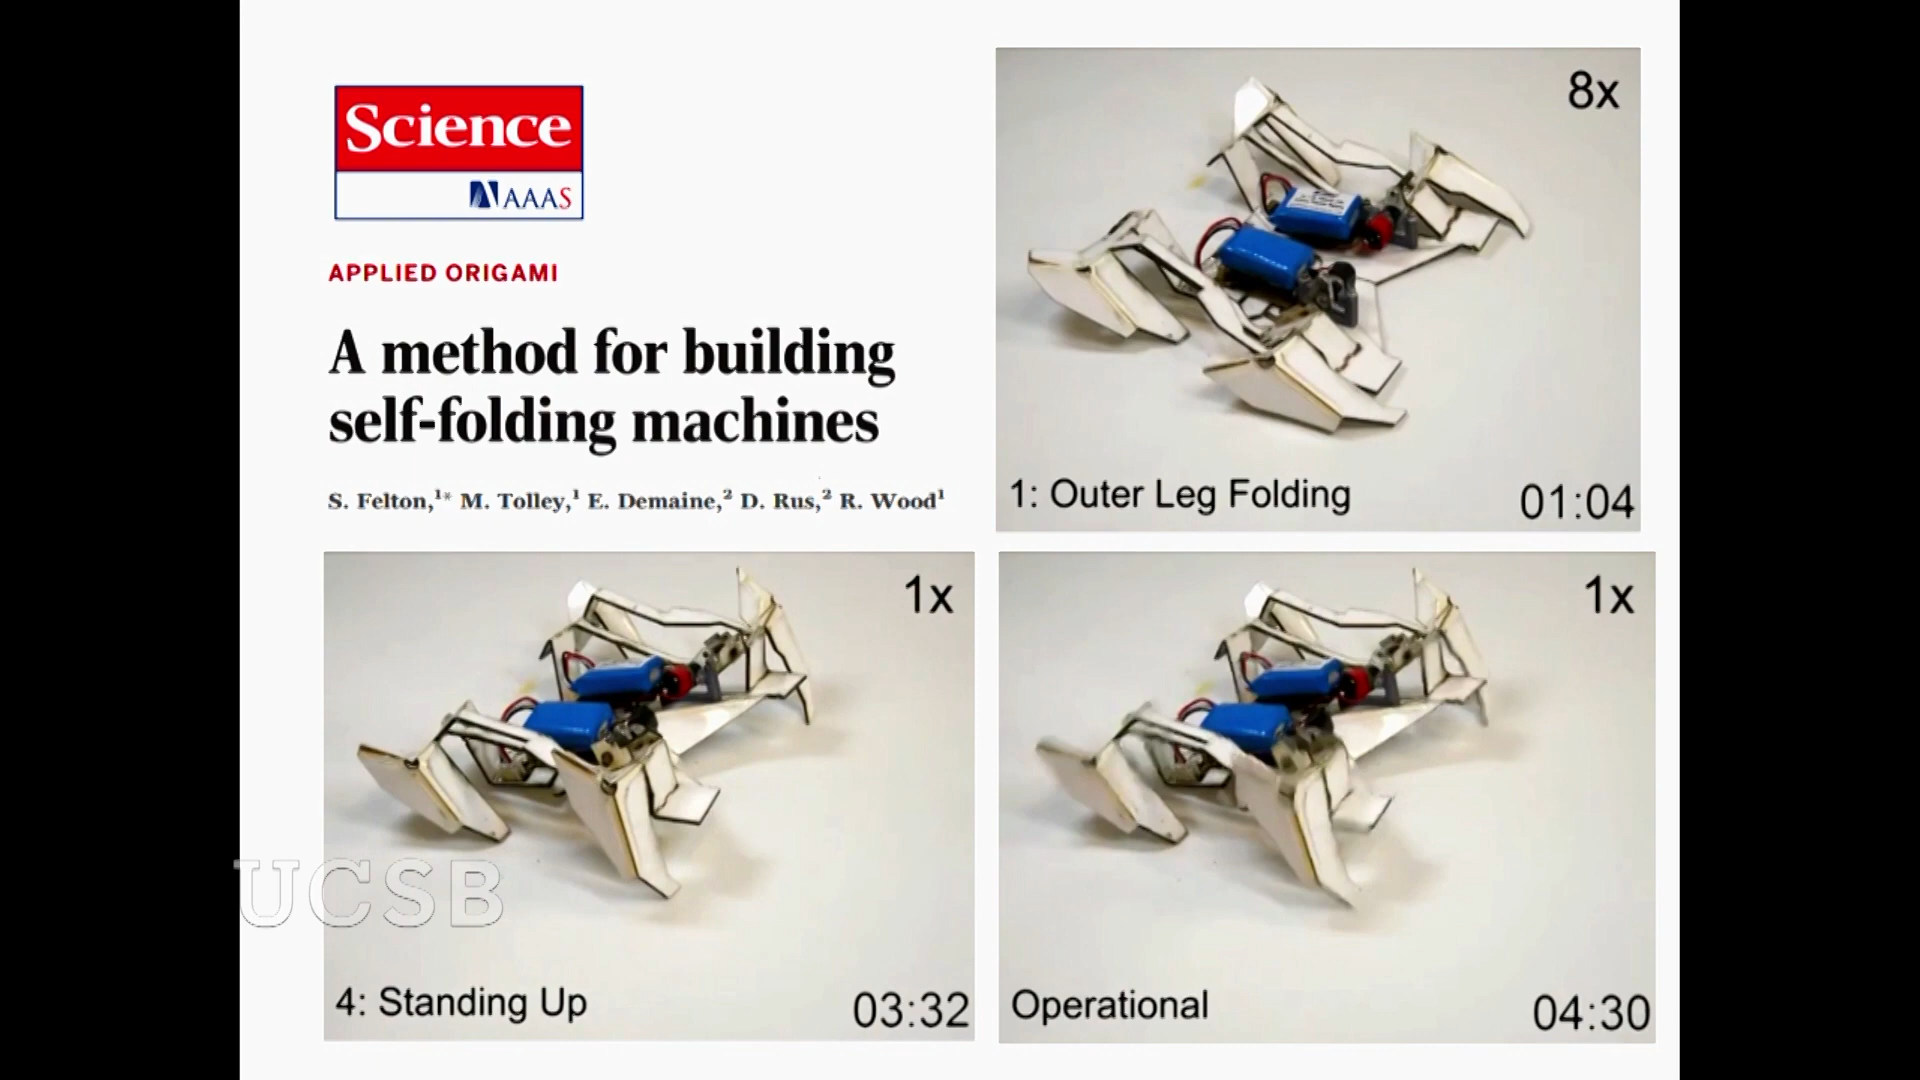 Science
AAAS
APPLIED ORIGAMI
A method for building
self-folding machines
S. Felton,¹* M. Tolley,¹ E. Demaine,² D. Rus,² R. Wood¹
8x
1: Outer Leg Folding
01:04
1x
4: Standing Up
03:32
1x
Operational
04:30
UCSB